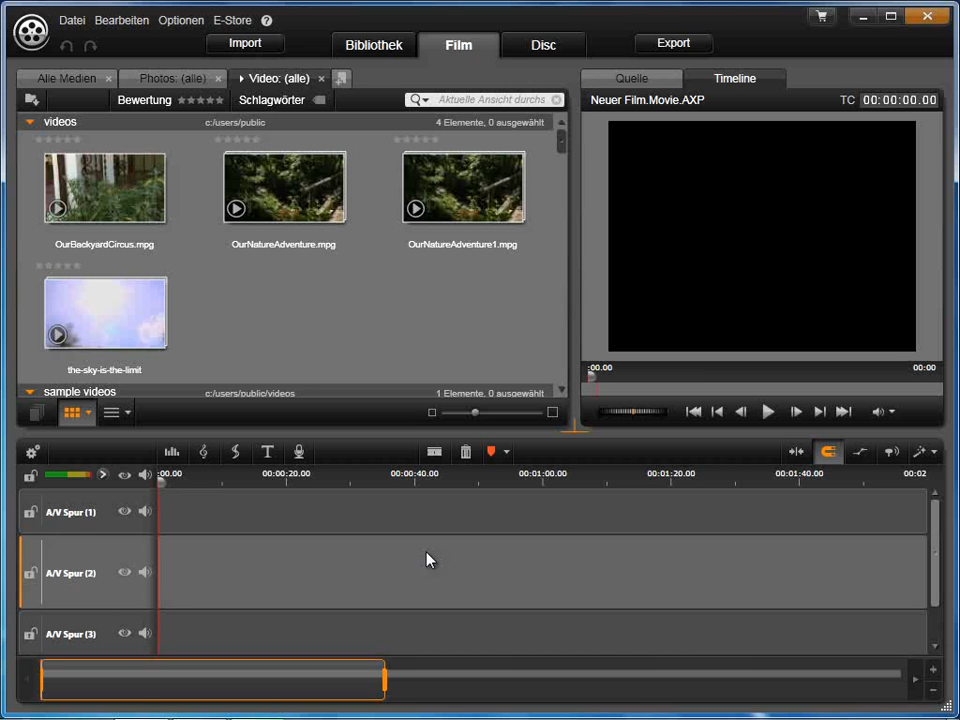 Datei Bearbeiten Optionen E-Store ?
Import Bibliothek Film Disc Export
Alle Medien × Photos: (alle) × Video: (alle) × Quelle Timeline
Bewertung Schlagwörter Aktuelle Ansicht durchs Neuer Film.Movie.AXP TC 00:00:00.00
videos c:/users/public 4 Elemente, 0 ausgewählt
OurBackyardCircus.mpg OurNatureAdventure.mpg OurNatureAdventure1.mpg
the-sky-is-the-limit
:00.00 00:00
sample videos c:/users/public/videos 1 Elemente, 0 ausgewählt
:00.00 00:00:20.00 00:00:40.00 00:01:00.00 00:01:20.00 00:01:40.00 00:02
A/V Spur (1)
A/V Spur (2)
A/V Spur (3)